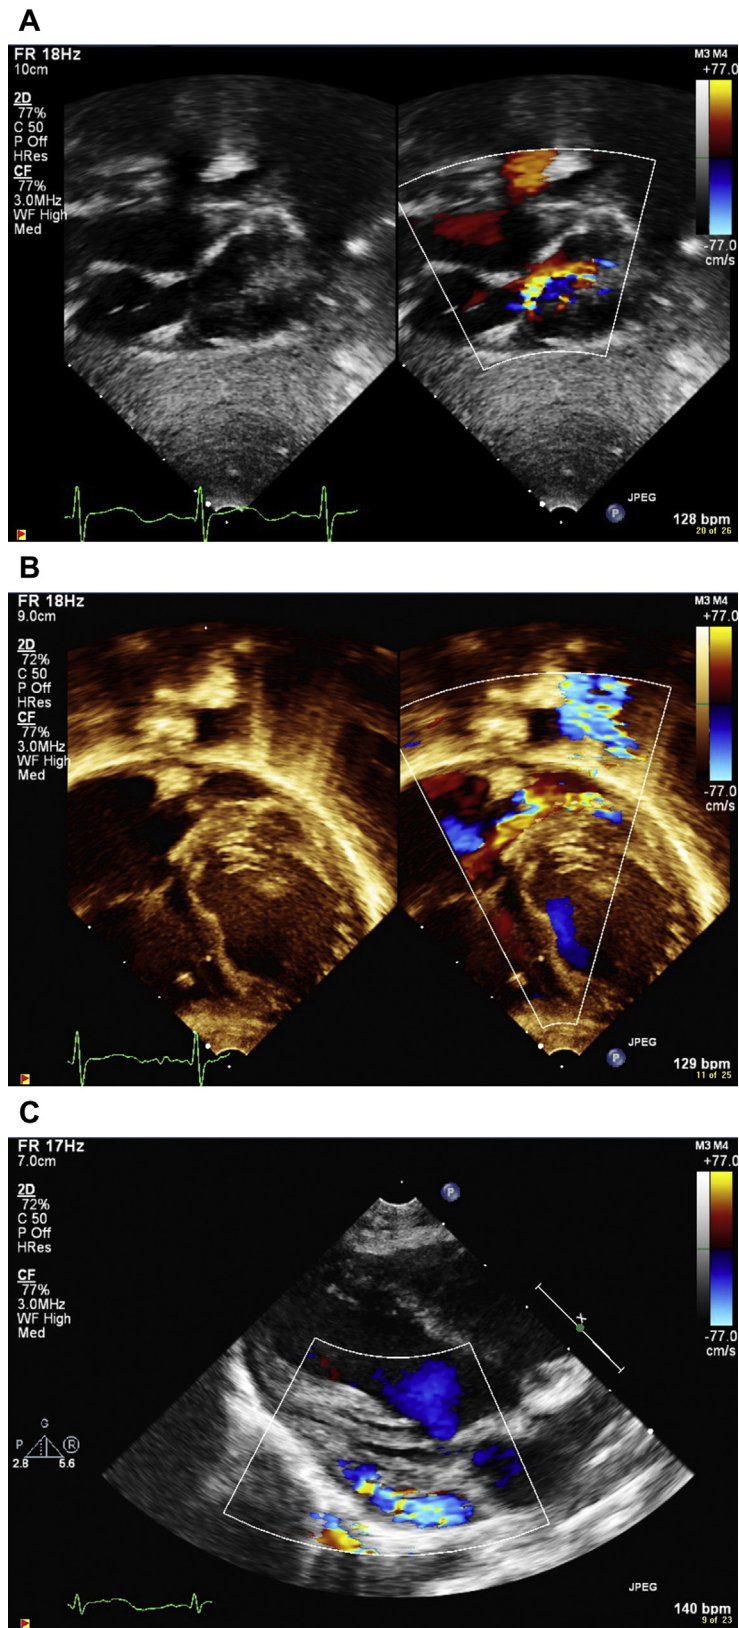 A
FR 18Hz
10cm
2D
77%
C 50
P Off
HRes
CF
77%
3.0MHz
WF High
Med
M3 M4
+77.0
-77.0
cm/s
JPEG
P
128 bpm
20 of 26
B
FR 18Hz
9.0cm
2D
72%
C 50
P Off
HRes
CF
77%
3.0MHz
WF High
Med
M3 M4
+77.0
-77.0
cm/s
JPEG
P
129 bpm
11 of 25
C
FR 17Hz
7.0cm
2D
72%
C 50
P Off
HRes
CF
77%
3.0MHz
WF High
Med
P
M3 M4
+77.0
-77.0
cm/s
X
G
P R
2.8 5.6
JPEG
140 bpm
9 of 23